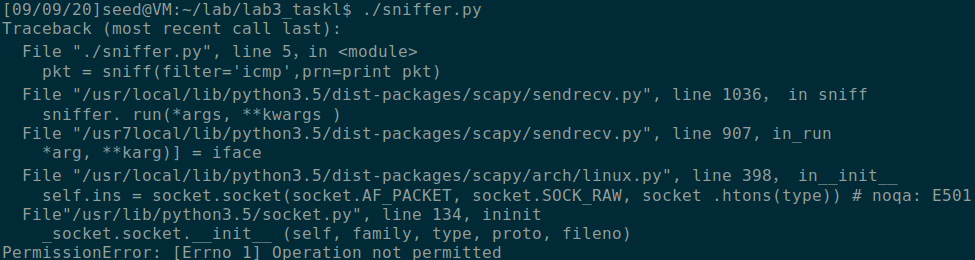 [09/09/20]seed@VM:~/lab/lab3_taskl$ ./sniffer.py
Traceback (most recent call last):
File "./sniffer.py", line 5, in <module>
pkt = sniff(filter='icmp',prn=print pkt)
File "/usr/local/lib/python3.5/dist-packages/scapy/sendrecv.py", line 1036, in sniff
sniffer. run(*args, **kwargs )
File "/usr/local/lib/python3.5/dist-packages/scapy/sendrecv.py", line 907, in_run
*arg, **karg)] = iface
File "/usr/local/lib/python3.5/dist-packages/scapy/arch/linux.py", line 398, in__init__
self.ins = socket.socket(socket.AF_PACKET, socket.SOCK_RAW, socket .htons(type)) # noqa: E501
File"/usr/lib/python3.5/socket.py", line 134, ininit
_socket.socket.__init__ (self, family, type, proto, fileno)
PermissionError: [Errno 1] Operation not permitted